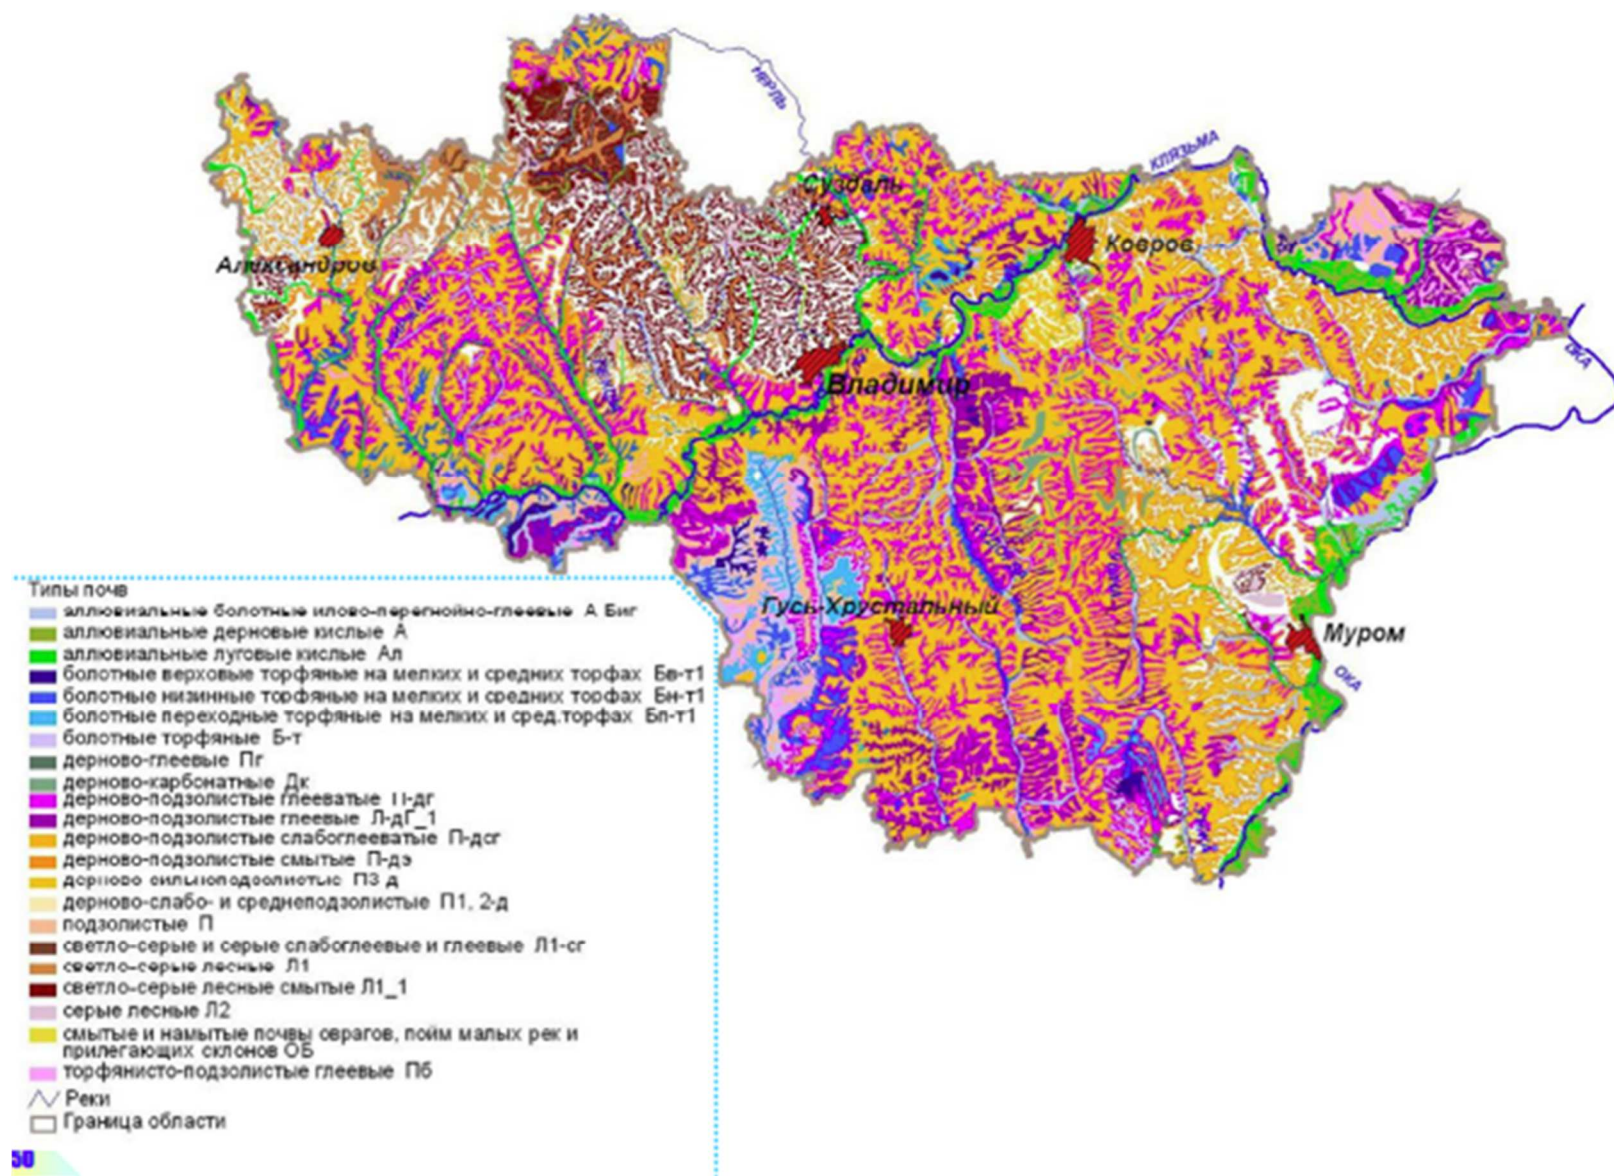 НЕРЛЬ
КЛЯЗЬМА
Суздаль
Ковров
Александров
ОКА
Владимир
Гусь-Хрустальный
Муром
ОКА
Типы почв
аллювиальные болотные илово-перегнойно-глеевые А Биг
аллювиальные дерновые кислые А
аллювиальные луговые кислые Ал
болотные верховые торфяные на мелких и средних торфах Бв-т1
болотные низинные торфяные на мелких и средних торфах Бн-т1
болотные переходные торфяные на мелких и сред.торфах Бп-т1
болотные торфяные Б-т
дерново-глеевые Пг
дерново-карбонатные Дк
дерново-подзолистые глееватые П-дг
дерново-подзолистые глеевые Л-дГ_1
дерново-подзолистые слабоглееватые П-дсг
дерново-подзолистые смытые П-дэ
дерново-сильноподзолистые П3-д
дерново-слабо- и среднеподзолистые П1, 2-д
подзолистые П
светло-серые и серые слабоглеевые и глеевые Л1-сг
светло-серые лесные Л1
светло-серые лесные смытые Л1_1
серые лесные Л2
смытые и намытые почвы оврагов, пойм малых рек и
прилегающих склонов ОБ
торфянисто-подзолистые глеевые Пб
Реки
Граница области
50